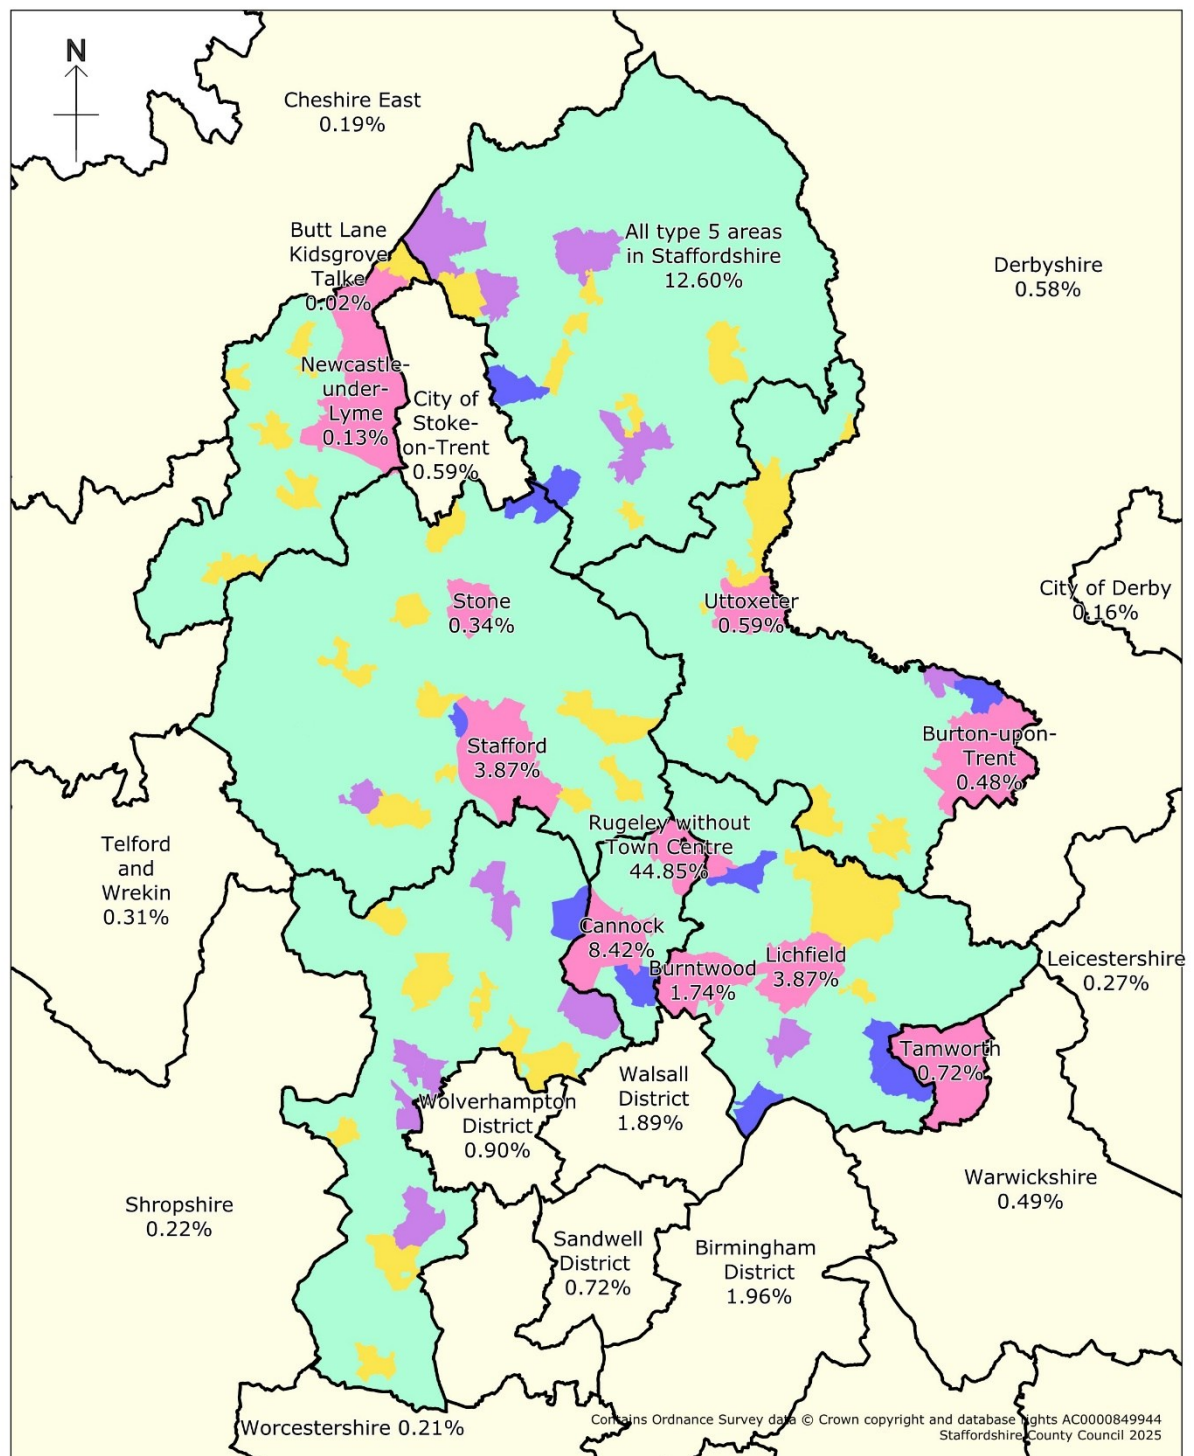 N
Cheshire East
0.19%
Butt Lane
Kidsgrove
Talke
0.02%
All type 5 areas
in Staffordshire
12.60%
Derbyshire
0.58%
Newcastle-
under-
Lyme
0.13%
City of
Stoke-
on-Trent
0.59%
Stone
0.34%
Uttoxeter
0.59%
City of Derby
0.16%
Stafford
3.87%
Burton-upon-
Trent
0.48%
Rugeley without
Town Centre
44.85%
Telford
and
Wrekin
0.31%
Cannock
8.42%
Burntwood
1.74%
Lichfield
3.87%
Leicestershire
0.27%
Tamworth
0.72%
Wolverhampton
District
0.90%
Walsall
District
1.89%
Shropshire
0.22%
Warwickshire
0.49%
Sandwell
District
0.72%
Birmingham
District
1.96%
Worcestershire 0.21%
Contains Ordnance Survey data © Crown copyright and database rights AC0000849944
Staffordshire County Council 2025